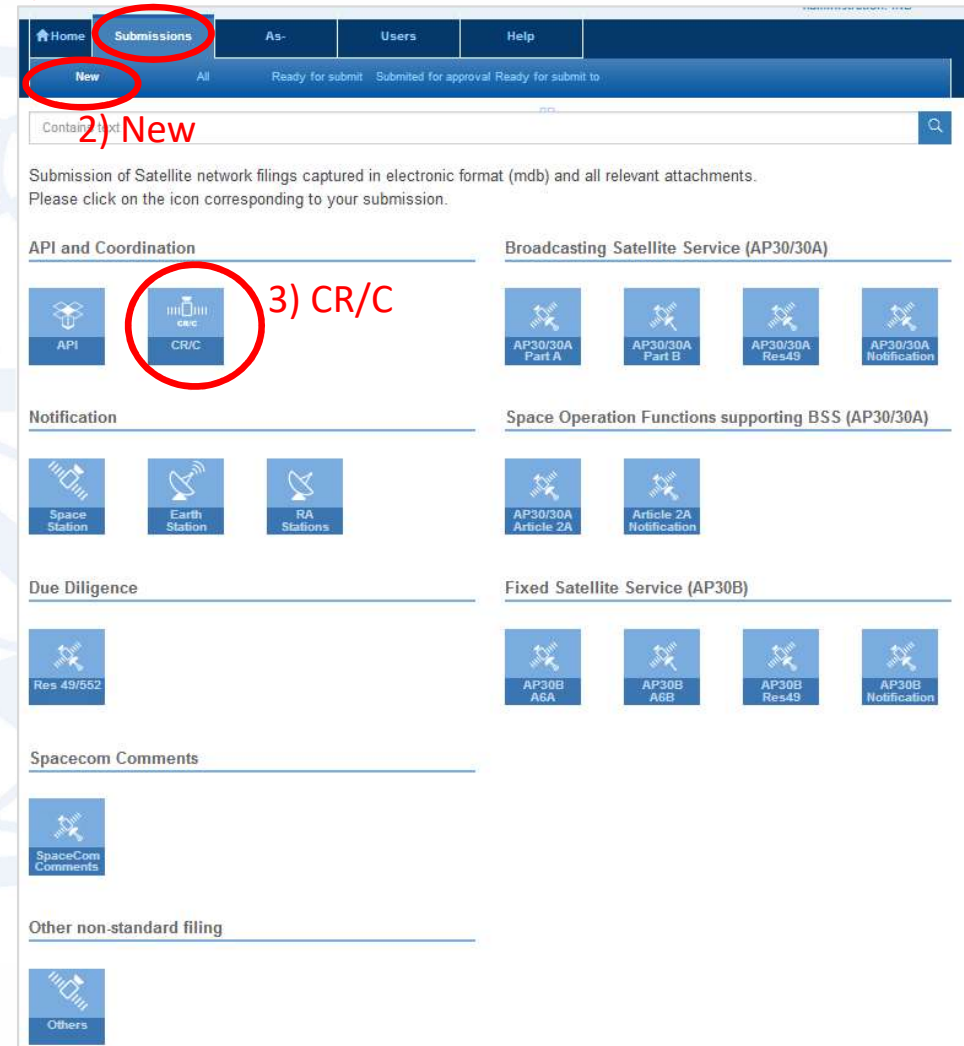 Home Submissions As- Users Help
New All Ready for submit Submited for approval Ready for submit to
2) New
Submission of Satellite network filings captured in electronic format (mdb) and all relevant attachments.
Please click on the icon corresponding to your submission.
API and Coordination
API
CR/C
CR/C
3) CR/C
Broadcasting Satellite Service (AP30/30A)
AP30/30A Part A
AP30/30A Part B
AP30/30A Res49
AP30/30A Notification
Notification
Space Station
Earth Station
RA Stations
Space Operation Functions supporting BSS (AP30/30A)
AP30/30A Article 2A
Article 2A Notification
Due Diligence
Res 49/552
Fixed Satellite Service (AP30B)
AP30B A6A
AP30B A6B
AP30B Res49
AP30B Notification
Spacecom Comments
SpaceCom Comments
Other non-standard filing
Others